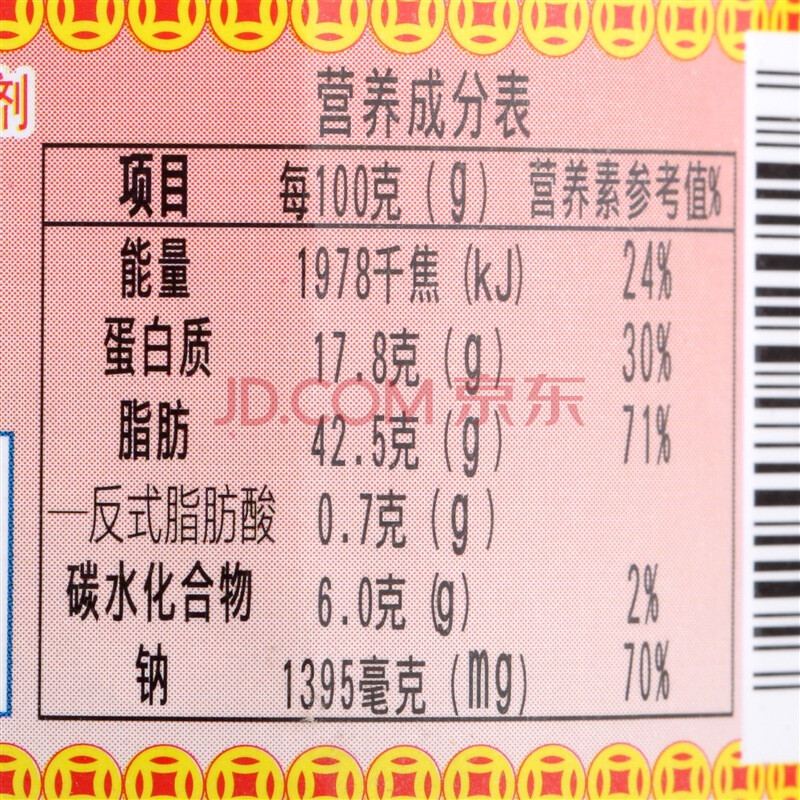 剂
营养成分表
项目 每100克(g) 营养素参考值%
能量 1978千焦(kJ) 24%
蛋白质 17.8克(g) 30%
JD.COM 京东
脂肪 42.5克(g) 71%
—反式脂肪酸 0.7克(g)
碳水化合物 6.0克(g) 2%
钠 1395毫克(mg) 70%